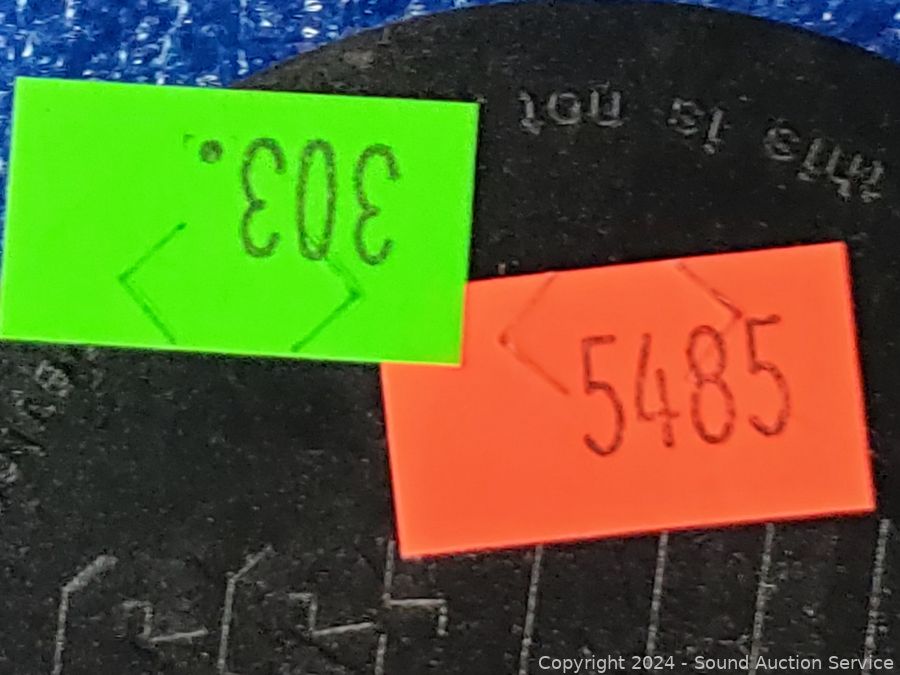 this is not
303.
5485
Copyright 2024 - Sound Auction Service